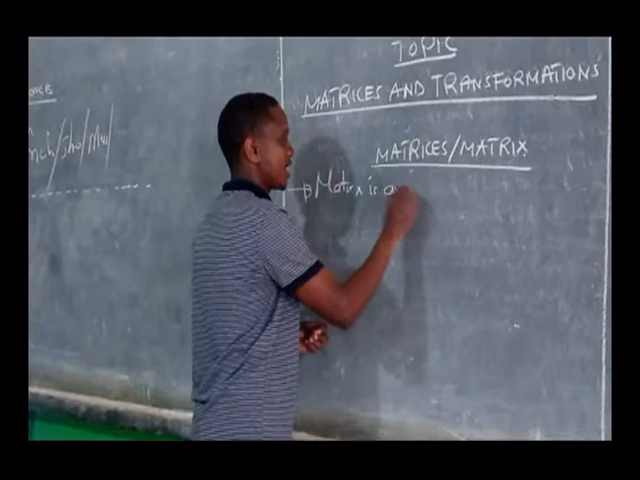 TOPIC
MATRICES AND TRANSFORMATIONS
MATRICES/MATRIX
→ Matrix is a